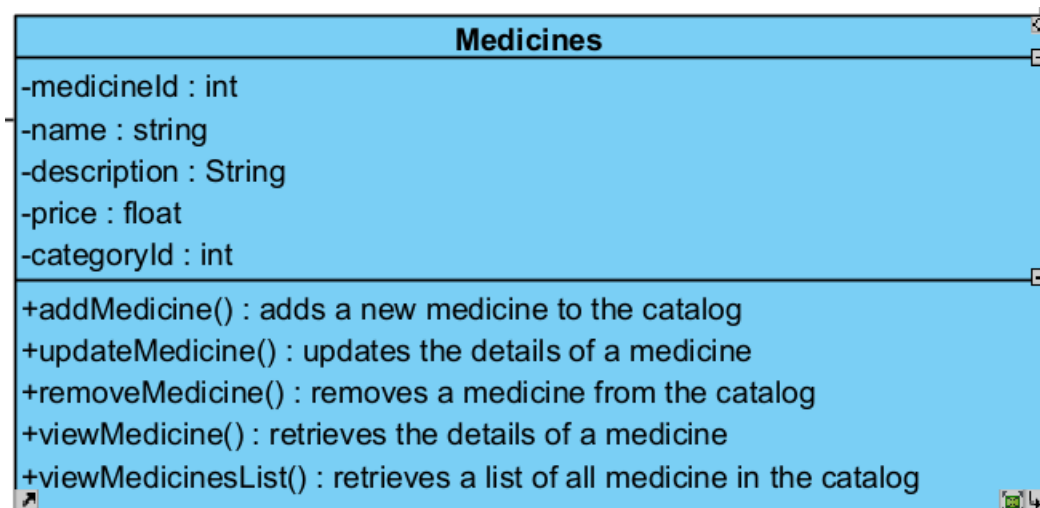 Medicines
-medicineId : int
-name : string
-description : String
-price : float
-categoryId : int
+addMedicine() : adds a new medicine to the catalog
+updateMedicine() : updates the details of a medicine
+removeMedicine() : removes a medicine from the catalog
+viewMedicine() : retrieves the details of a medicine
+viewMedicinesList() : retrieves a list of all medicine in the catalog